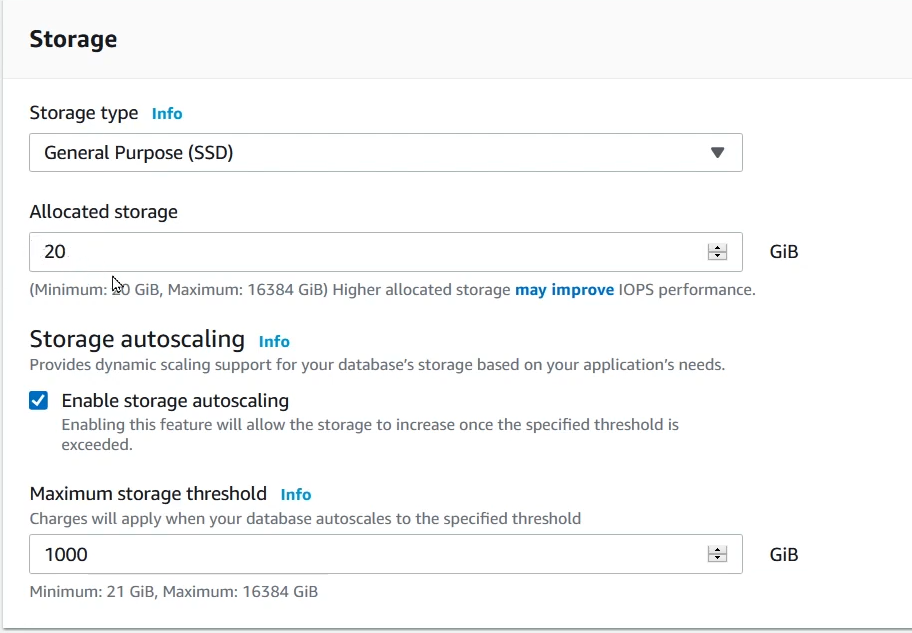 Storage
Storage type Info
General Purpose (SSD)
Allocated storage
20 GiB
(Minimum: 20 GiB, Maximum: 16384 GiB) Higher allocated storage may improve IOPS performance.
Storage autoscaling Info
Provides dynamic scaling support for your database’s storage based on your application’s needs.
Enable storage autoscaling
Enabling this feature will allow the storage to increase once the specified threshold is
exceeded.
Maximum storage threshold Info
Charges will apply when your database autoscales to the specified threshold
1000 GiB
Minimum: 21 GiB, Maximum: 16384 GiB